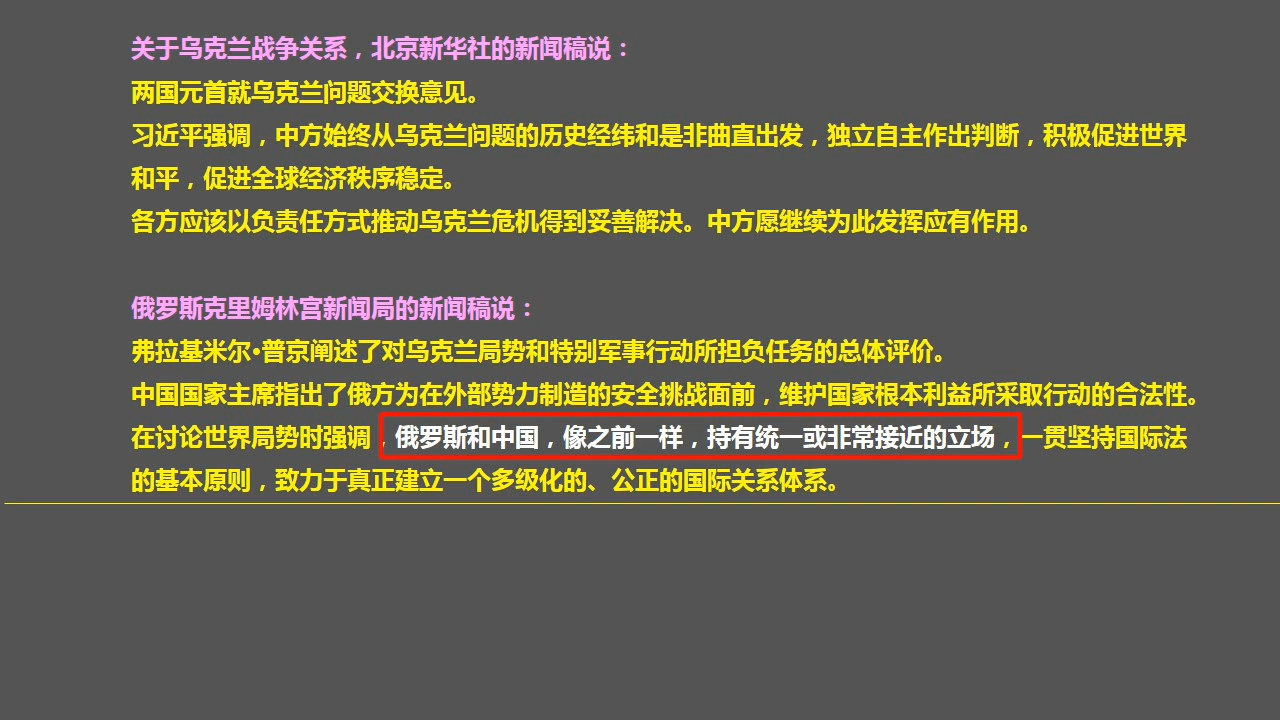 关于乌克兰战争关系，北京新华社的新闻稿说：
两国元首就乌克兰问题交换意见。
习近平强调，中方始终从乌克兰问题的历史经纬和是非曲直出发，独立自主作出判断，积极促进世界
和平，促进全球经济秩序稳定。
各方应该以负责任方式推动乌克兰危机得到妥善解决。中方愿继续为此发挥应有作用。
俄罗斯克里姆林宫新闻局的新闻稿说：
弗拉基米尔•普京阐述了对乌克兰局势和特别军事行动所担负任务的总体评价。
中国国家主席指出了俄方为在外部势力制造的安全挑战面前，维护国家根本利益所采取行动的合法性。
在讨论世界局势时强调，俄罗斯和中国，像之前一样，持有统一或非常接近的立场，一贯坚持国际法
的基本原则，致力于真正建立一个多级化的、公正的国际关系体系。